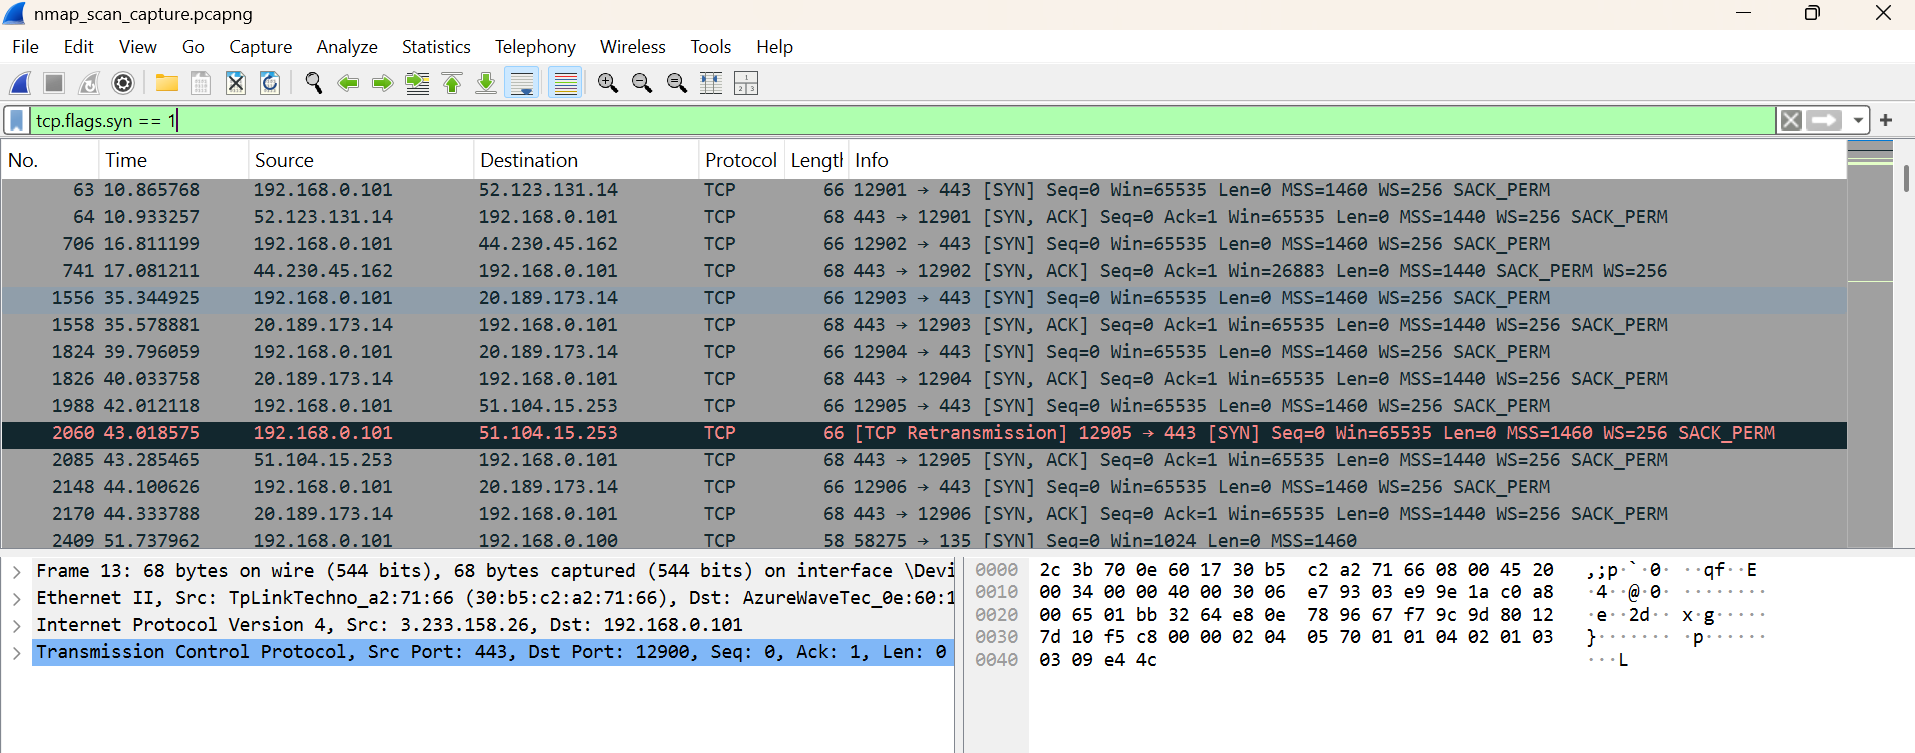 nmap_scan_capture.pcapng
File Edit View Go Capture Analyze Statistics Telephony Wireless Tools Help
tcp.flags.syn == 1
No. Time Source Destination Protocol Length Info
63 10.865768 192.168.0.101 52.123.131.14 TCP 66 12901 → 443 [SYN] Seq=0 Win=65535 Len=0 MSS=1460 WS=256 SACK_PERM
64 10.933257 52.123.131.14 192.168.0.101 TCP 68 443 → 12901 [SYN, ACK] Seq=0 Ack=1 Win=65535 Len=0 MSS=1440 WS=256 SACK_PERM
706 16.811199 192.168.0.101 44.230.45.162 TCP 66 12902 → 443 [SYN] Seq=0 Win=65535 Len=0 MSS=1460 WS=256 SACK_PERM
741 17.081211 44.230.45.162 192.168.0.101 TCP 68 443 → 12902 [SYN, ACK] Seq=0 Ack=1 Win=26883 Len=0 MSS=1440 SACK_PERM WS=256
1556 35.344925 192.168.0.101 20.189.173.14 TCP 66 12903 → 443 [SYN] Seq=0 Win=65535 Len=0 MSS=1460 WS=256 SACK_PERM
1558 35.578881 20.189.173.14 192.168.0.101 TCP 68 443 → 12903 [SYN, ACK] Seq=0 Ack=1 Win=65535 Len=0 MSS=1440 WS=256 SACK_PERM
1824 39.796059 192.168.0.101 20.189.173.14 TCP 66 12904 → 443 [SYN] Seq=0 Win=65535 Len=0 MSS=1460 WS=256 SACK_PERM
1826 40.033758 20.189.173.14 192.168.0.101 TCP 68 443 → 12904 [SYN, ACK] Seq=0 Ack=1 Win=65535 Len=0 MSS=1440 WS=256 SACK_PERM
1988 42.012118 192.168.0.101 51.104.15.253 TCP 66 12905 → 443 [SYN] Seq=0 Win=65535 Len=0 MSS=1460 WS=256 SACK_PERM
2060 43.018575 192.168.0.101 51.104.15.253 TCP 66 [TCP Retransmission] 12905 → 443 [SYN] Seq=0 Win=65535 Len=0 MSS=1460 WS=256 SACK_PERM
2085 43.285465 51.104.15.253 192.168.0.101 TCP 68 443 → 12905 [SYN, ACK] Seq=0 Ack=1 Win=65535 Len=0 MSS=1440 WS=256 SACK_PERM
2148 44.100626 192.168.0.101 20.189.173.14 TCP 66 12906 → 443 [SYN] Seq=0 Win=65535 Len=0 MSS=1460 WS=256 SACK_PERM
2170 44.333788 20.189.173.14 192.168.0.101 TCP 68 443 → 12906 [SYN, ACK] Seq=0 Ack=1 Win=65535 Len=0 MSS=1440 WS=256 SACK_PERM
2409 51.737962 192.168.0.101 192.168.0.100 TCP 58 58275 → 135 [SYN] Seq=0 Win=1024 Len=0 MSS=1460
Frame 13: 68 bytes on wire (544 bits), 68 bytes captured (544 bits) on interface \Devi
Ethernet II, Src: TpLinkTechno_a2:71:66 (30:b5:c2:a2:71:66), Dst: AzureWaveTec_0e:60:1
Internet Protocol Version 4, Src: 3.233.158.26, Dst: 192.168.0.101
Transmission Control Protocol, Src Port: 443, Dst Port: 12900, Seq: 0, Ack: 1, Len: 0
0000 2c 3b 70 0e 60 17 30 b5 c2 a2 71 66 08 00 45 20 ,;p·`·0· ··qf··E
0010 00 34 00 00 40 00 30 06 e7 93 03 e9 9e 1a c0 a8 ·4··@·0· ········
0020 00 65 01 bb 32 64 e8 0e 78 96 67 f7 9c 9d 80 12 ·e··2d·· x·g·····
0030 7d 10 f5 c8 00 00 02 04 05 70 01 01 04 02 01 03 }······· ·p······
0040 03 09 e4 4c ···L